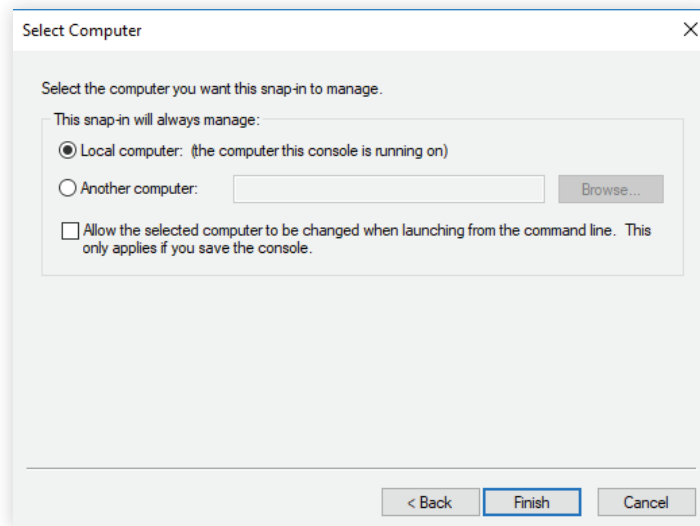 Select Computer
Select the computer you want this snap-in to manage.
This snap-in will always manage:
Local computer: (the computer this console is running on)
Another computer:
Browse...
Allow the selected computer to be changed when launching from the command line. This
only applies if you save the console.
< Back
Finish
Cancel